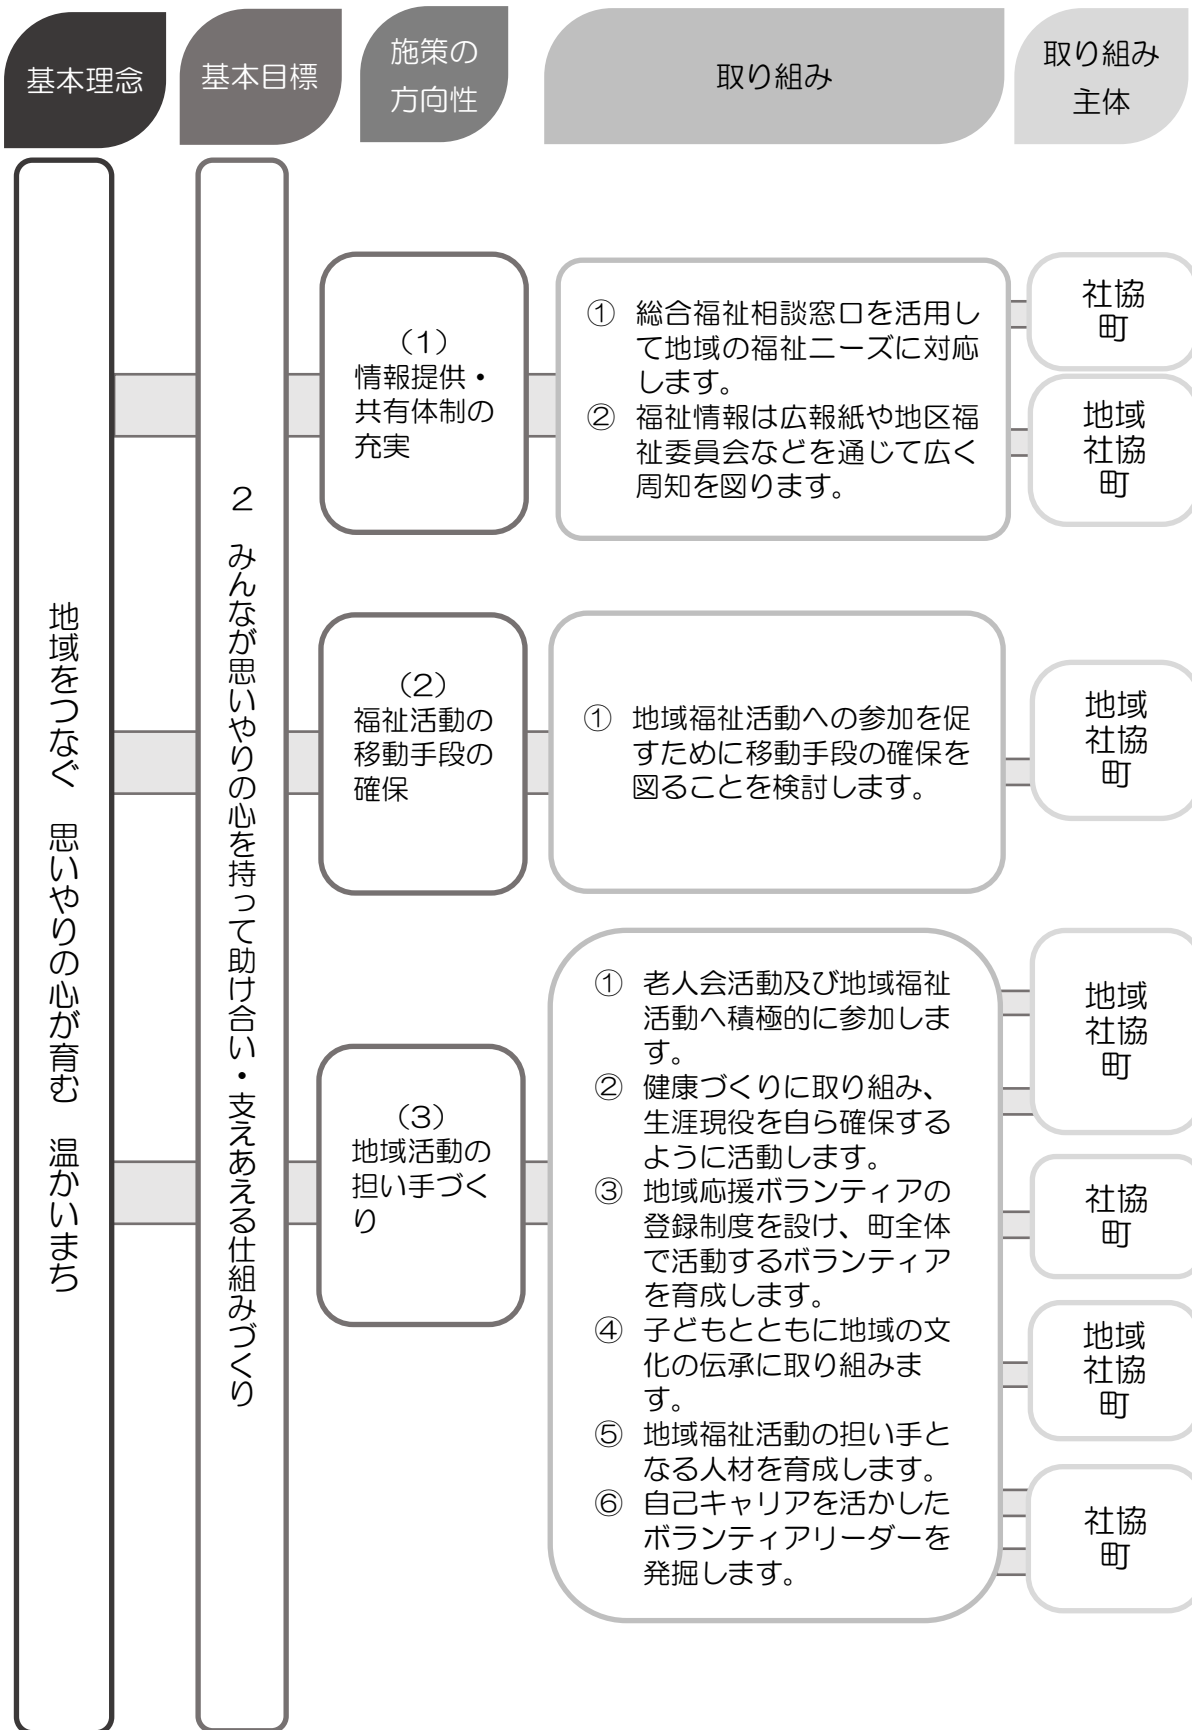 基本理念
基本目標
施策の
方向性
取り組み
取り組み
主体
地域をつなぐ 思いやりの心が育む 温かいまち
2 みんなが思いやりの心を持って助け合い・支えあえる仕組みづくり
(1)
情報提供・
共有体制の
充実
① 総合福祉相談窓口を活用し
て地域の福祉ニーズに対応
します。
② 福祉情報は広報紙や地区福
祉委員会などを通じて広く
周知を図ります。
社協
町
地域
社協
町
(2)
福祉活動の
移動手段の
確保
① 地域福祉活動への参加を促
すために移動手段の確保を
図ることを検討します。
地域
社協
町
(3)
地域活動の
担い手づく
り
① 老人会活動及び地域福祉
活動へ積極的に参加しま
す。
② 健康づくりに取り組み、
生涯現役を自ら確保する
ように活動します。
③ 地域応援ボランティアの
登録制度を設け、町全体
で活動するボランティア
を育成します。
④ 子どもとともに地域の文
化の伝承に取り組みま
す。
⑤ 地域福祉活動の担い手と
なる人材を育成します。
⑥ 自己キャリアを活かした
ボランティアリーダーを
発掘します。
地域
社協
町
社協
町
地域
社協
町
社協
町